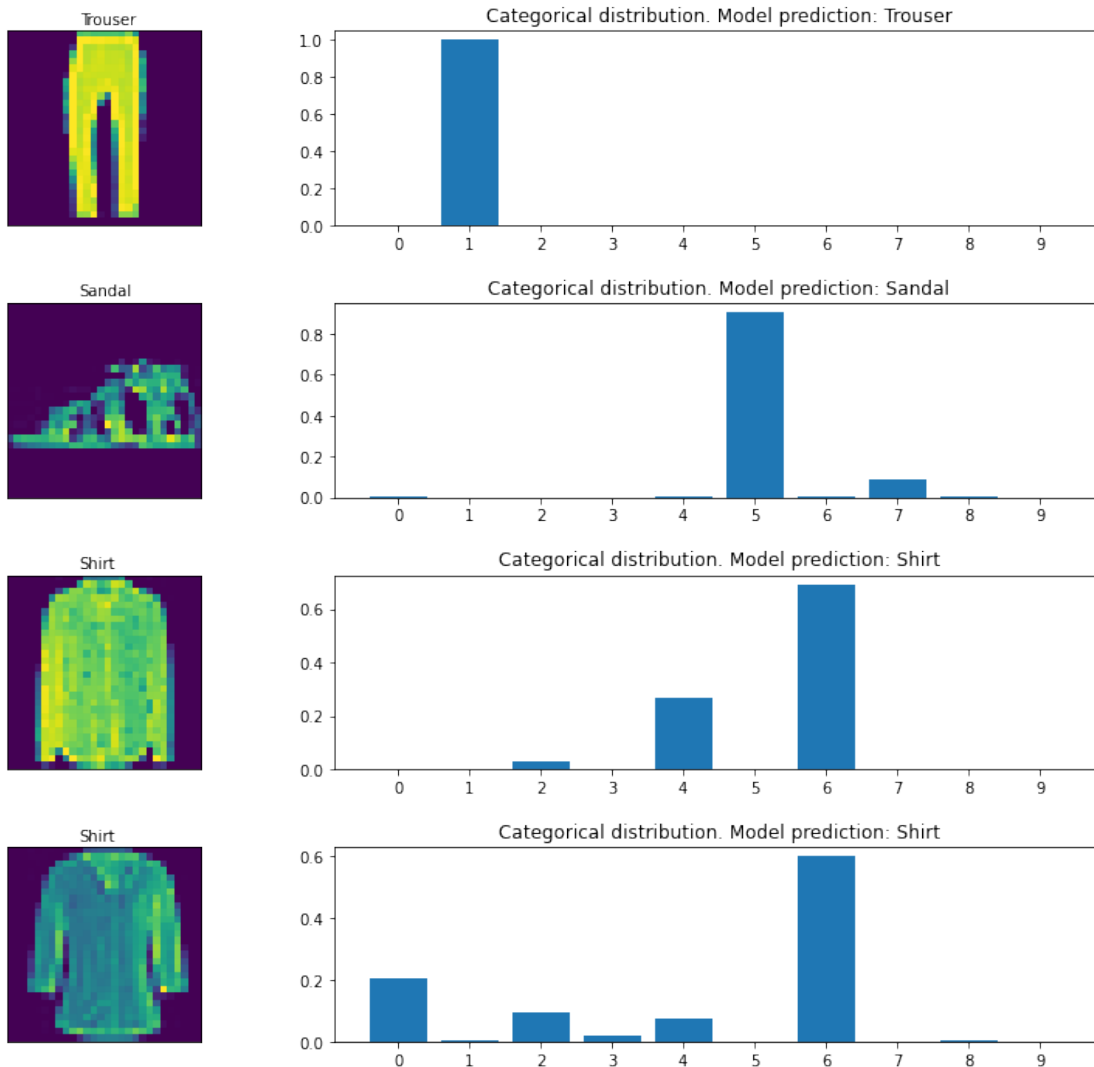 Trouser
Categorical distribution. Model prediction: Trouser
1.0
0.8
0.6
0.4
0.2
0.0
0 1 2 3 4 5 6 7 8 9
Sandal
Categorical distribution. Model prediction: Sandal
0.8
0.6
0.4
0.2
0.0
0 1 2 3 4 5 6 7 8 9
Shirt
Categorical distribution. Model prediction: Shirt
0.6
0.4
0.2
0.0
0 1 2 3 4 5 6 7 8 9
Shirt
Categorical distribution. Model prediction: Shirt
0.6
0.4
0.2
0.0
0 1 2 3 4 5 6 7 8 9